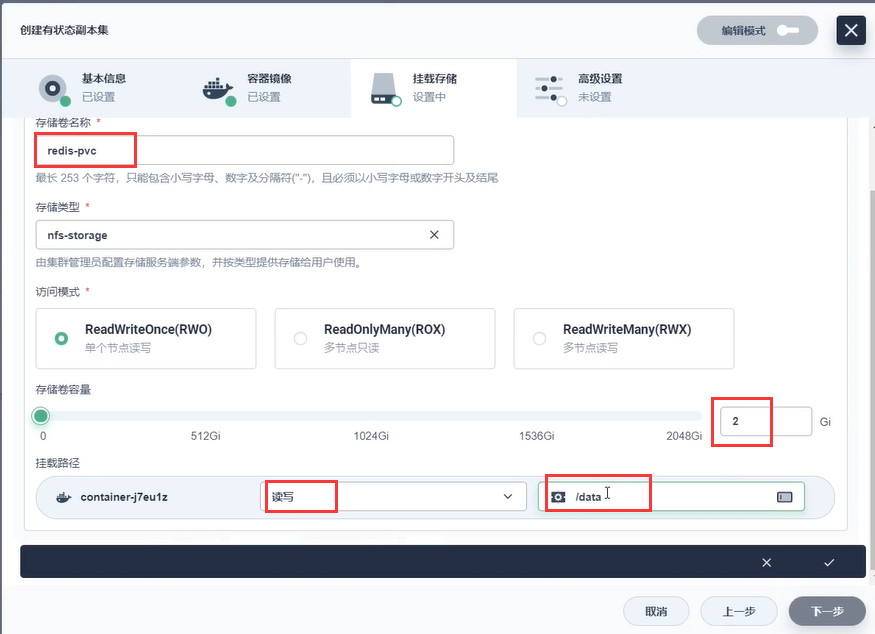 创建有状态副本集
编辑模式
基本信息
已设置
容器镜像
已设置
挂载存储
设置中
高级设置
未设置
存储卷名称 *
redis-pvc
最长 253 个字符，只能包含小写字母、数字及分隔符("-")，且必须以小写字母或数字开头及结尾
存储类型 *
nfs-storage
由集群管理员配置存储服务端参数，并按类型提供存储给用户使用。
访问模式 *
ReadWriteOnce(RWO)
单个节点读写
ReadOnlyMany(ROX)
多节点只读
ReadWriteMany(RWX)
多节点读写
存储卷容量
0
512Gi
1024Gi
1536Gi
2048Gi
2
Gi
挂载路径
container-j7eu1z
读写
/data
取消
上一步
下一步